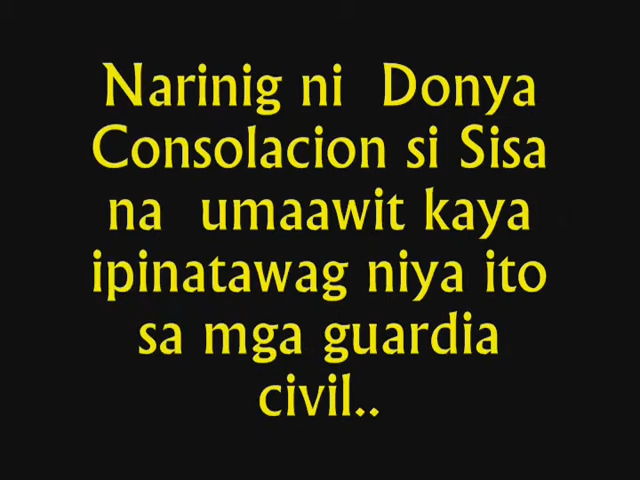 Narinig ni Donya
Consolacion si Sisa
na umaawit kaya
ipinatawag niya ito
sa mga guardia
civil..